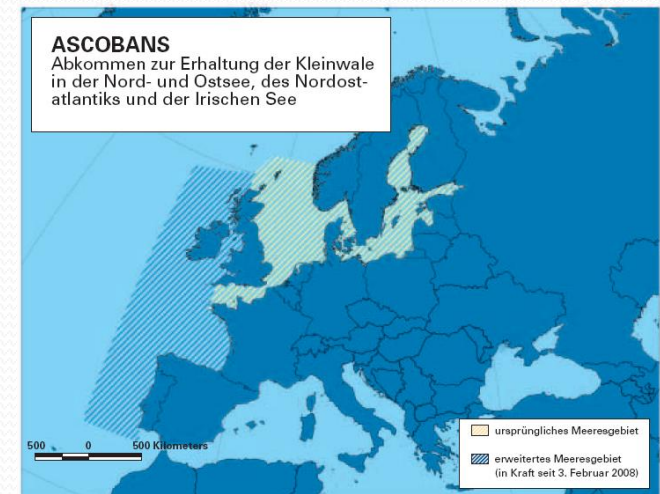 ASCOBANS
Abkommen zur Erhaltung der Kleinwale
in der Nord- und Ostsee, des Nordost-
atlantiks und der Irischen See
500 0 500 Kilometers
ursprüngliches Meeresgebiet
erweitertes Meeresgebiet
(in Kraft seit 3. Februar 2008)